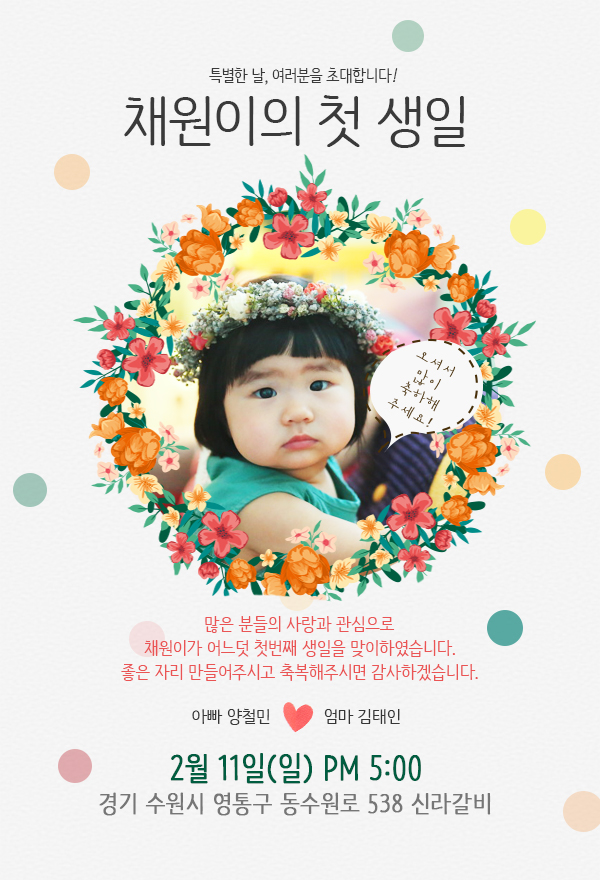 특별한 날, 여러분을 초대합니다!
채원이의 첫 생일
오셔서
많이
축하해
주세요!
많은 분들의 사랑과 관심으로
채원이가 어느덧 첫번째 생일을 맞이하였습니다.
좋은 자리 만들어주시고 축복해주시면 감사하겠습니다.
아빠 양철민 엄마 김태인
2월 11일(일) PM 5:00
경기 수원시 영통구 동수원로 538 신라갈비